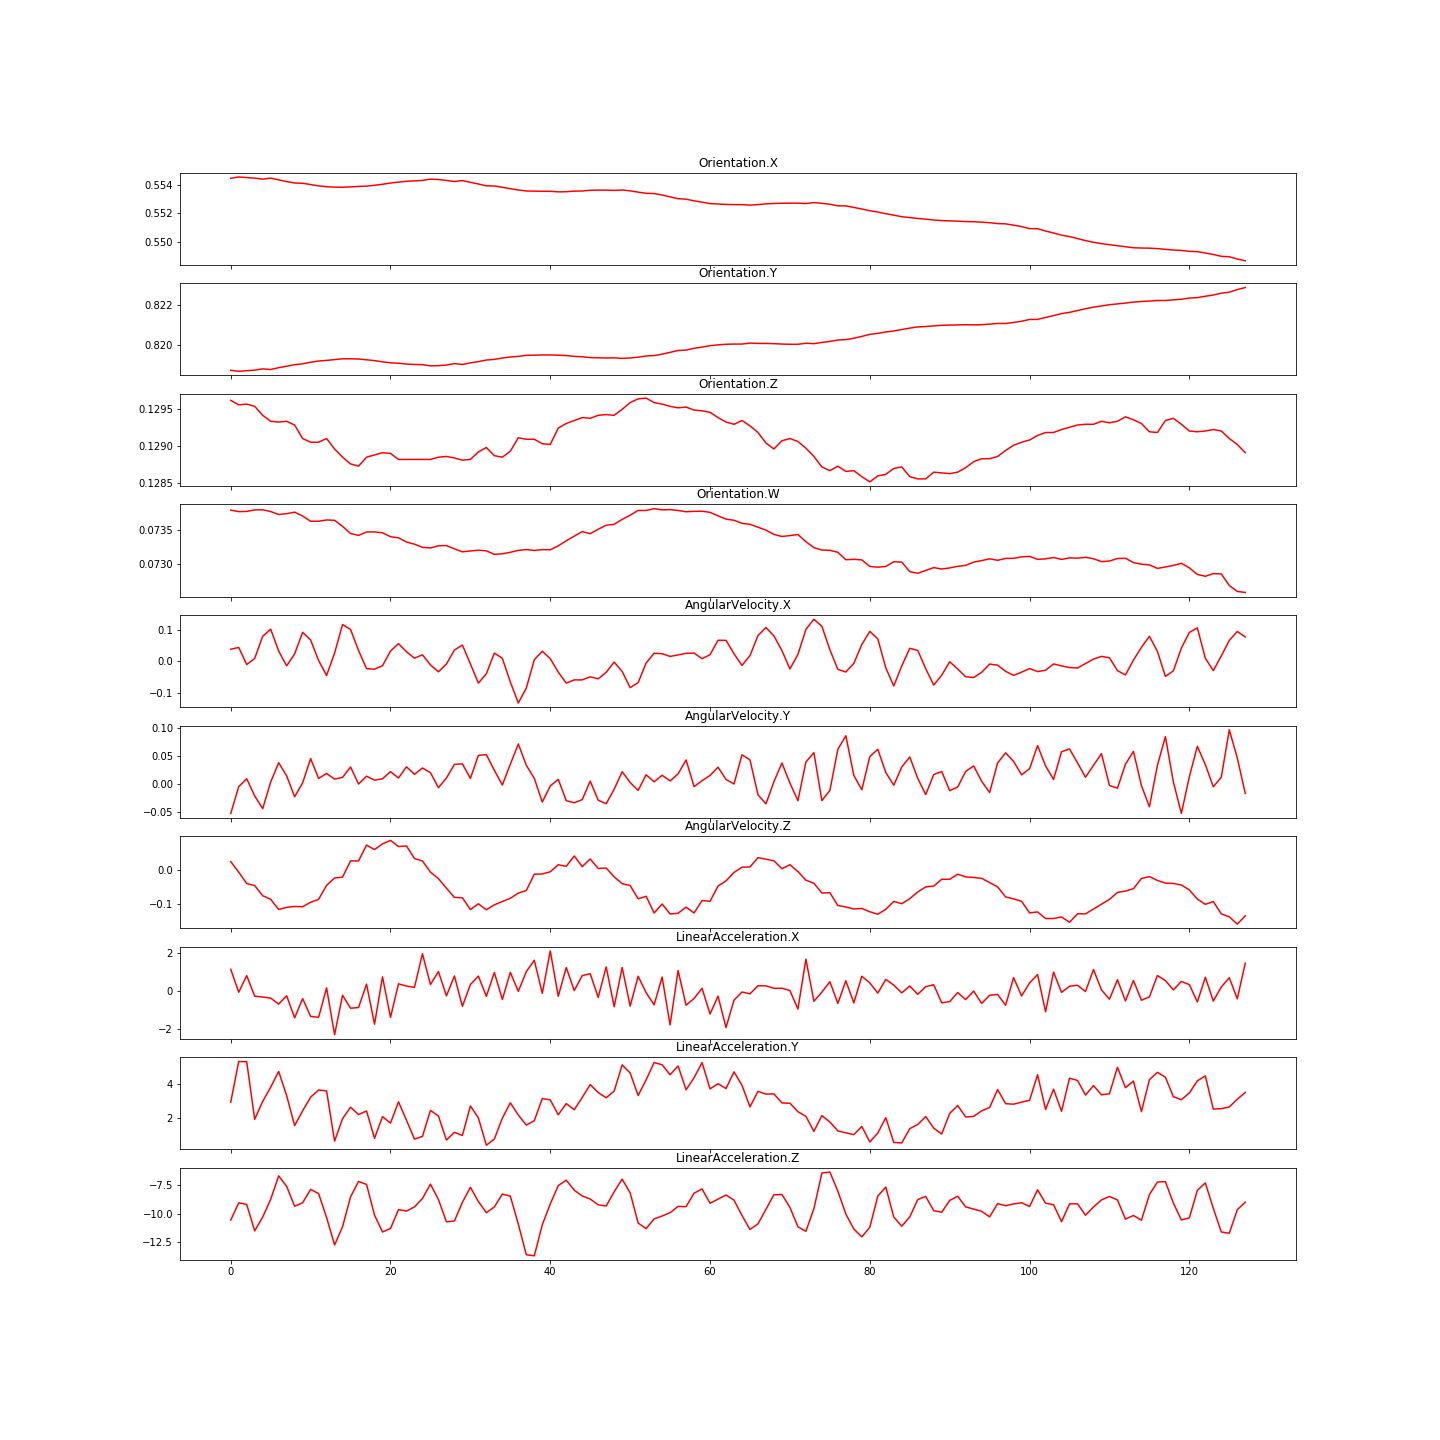 Orientation.X
0.554
0.552
0.550
Orientation.Y
0.822
0.820
Orientation.Z
0.1295
0.1290
0.1285
Orientation.W
0.0735
0.0730
AngularVelocity.X
0.1
0.0
−0.1
AngularVelocity.Y
0.10
0.05
0.00
−0.05
AngularVelocity.Z
0.0
−0.1
LinearAcceleration.X
2
0
−2
LinearAcceleration.Y
4
2
LinearAcceleration.Z
−7.5
−10.0
−12.5
0 20 40 60 80 100 120